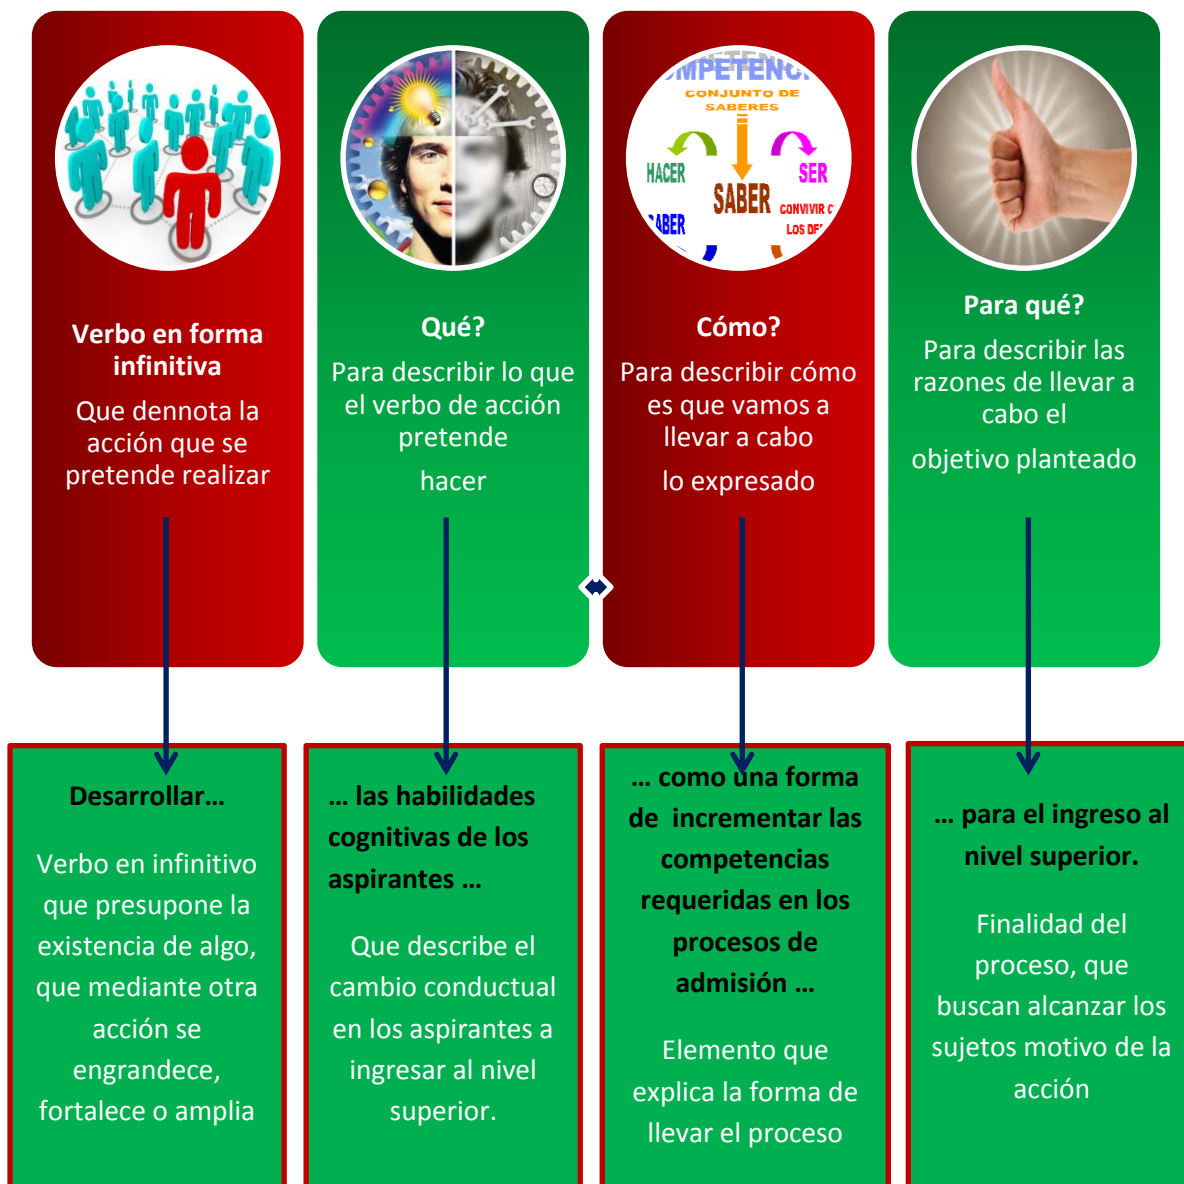 CONJUNTO DE
SABERES
HACER
SABER
SER
Verbo en forma
infinitiva
Que dennota la
acción que se
pretende realizar
Qué?
Para describir lo que
el verbo de acción
pretende
hacer
Cómo?
Para describir cómo
es que vamos a
llevar a cabo
lo expresado
Para qué?
Para describir las
razones de llevar a
cabo el
objetivo planteado
Desarrollar...
Verbo en infinitivo
que presupone la
existencia de algo,
que mediante otra
acción se
engrandece,
fortalece o amplia
... las habilidades
cognitivas de los
aspirantes ...
Que describe el
cambio conductual
en los aspirantes a
ingresar al nivel
superior.
... como una forma
de incrementar las
competencias
requeridas en los
procesos de
admisión ...
Elemento que
explica la forma de
llevar el proceso
... para el ingreso al
nivel superior.
Finalidad del
proceso, que
buscan alcanzar los
sujetos motivo de la
acción